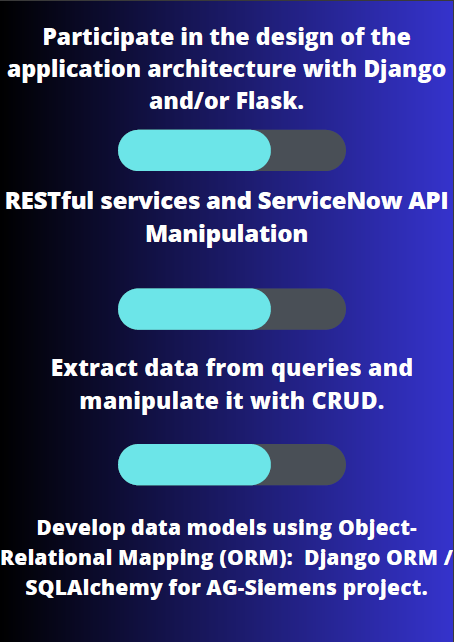 Participate in the design of the
application architecture with Django
and/or Flask.
RESTful services and ServiceNow API
Manipulation
Extract data from queries and
manipulate it with CRUD.
Develop data models using Object-
Relational Mapping (ORM):  Django ORM /
SQLAlchemy for AG-Siemens project.